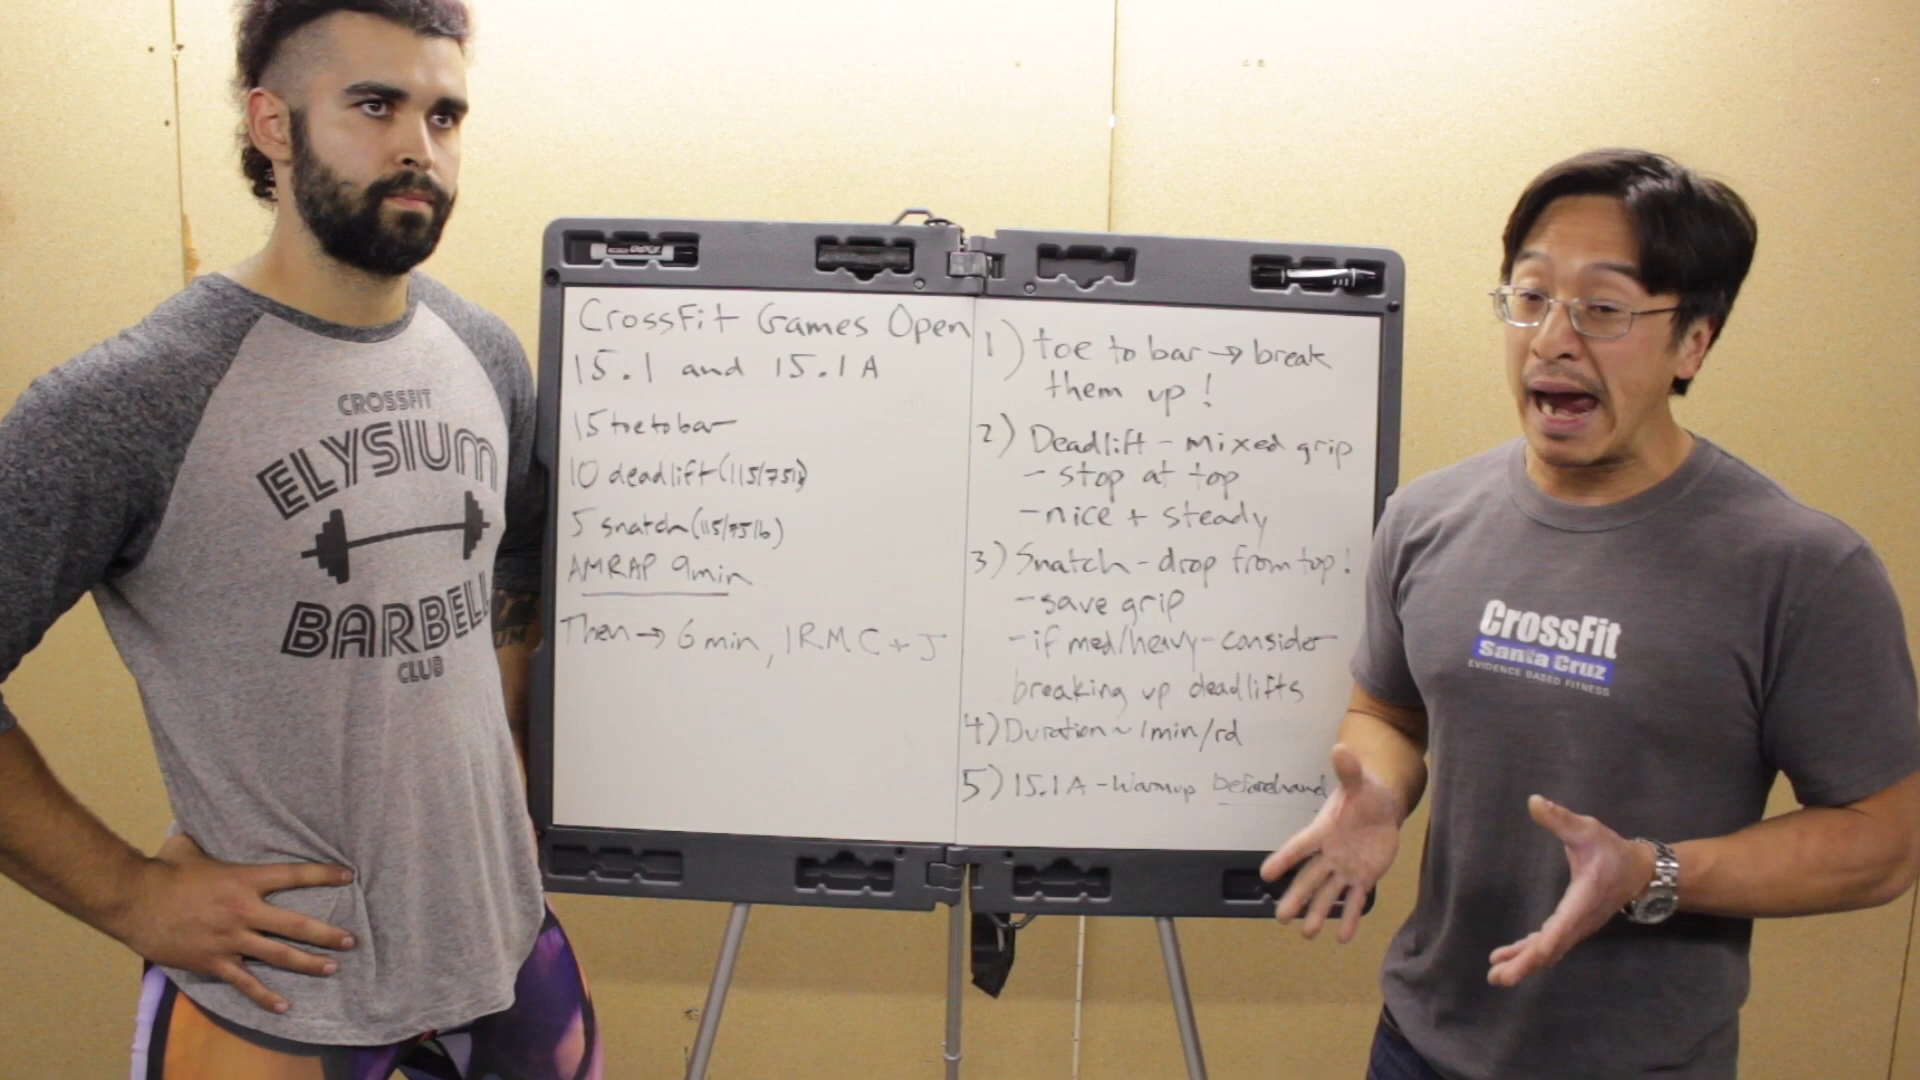 CROSSFIT
ELYSIUM
BARBELL
CLUB
CrossFit Games Open
15.1 and 15.1A
15 toe to bar
10 deadlift (115/75lb)
5 snatch (115/75lb)
AMRAP 9min
Then → 6 min, 1RM C + J
1) toe to bar → break
them up!
2) Deadlift - mixed grip
- stop at top
- nice + steady
3) Snatch - drop from top!
- save grip
- if med/heavy - consider
breaking up deadlifts
4) Duration ~ 1min/rd
5) 15.1A - Warmup beforehand
CrossFit
Santa Cruz
EVIDENCE BASED FITNESS